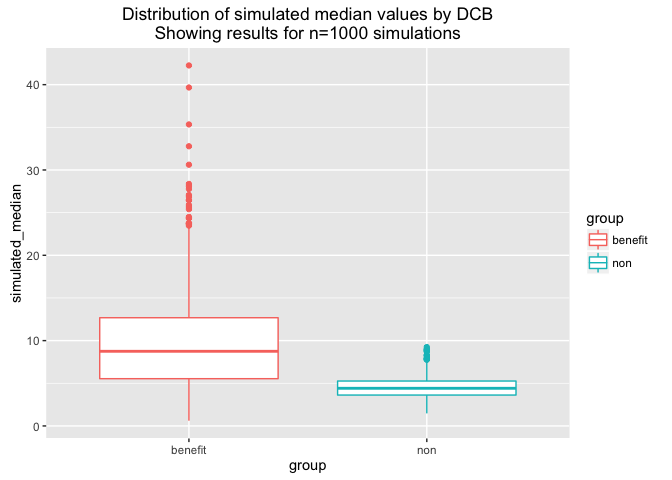 Distribution of simulated median values by DCB
Showing results for n=1000 simulations
simulated_median
40
30
20
10
0
benefit
non
group
group
benefit
non